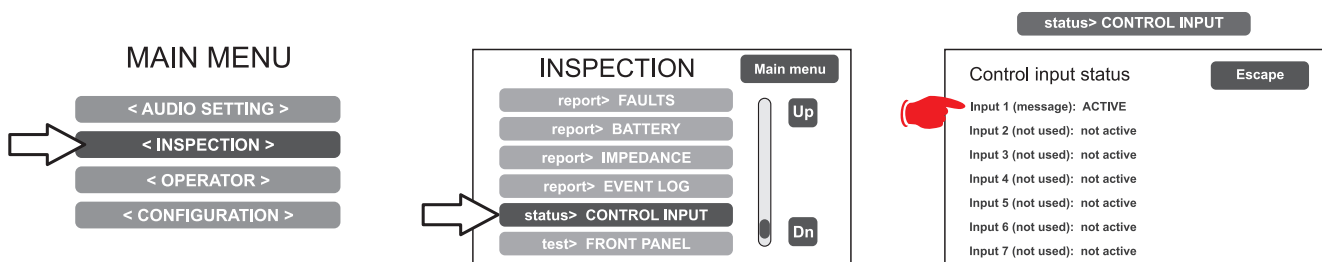 MAIN MENU
< AUDIO SETTING >
< INSPECTION >
< OPERATOR >
< CONFIGURATION >
INSPECTION
Main menu
report> FAULTS
report> BATTERY
report> IMPEDANCE
report> EVENT LOG
status> CONTROL INPUT
test> FRONT PANEL
Up
Dn
status> CONTROL INPUT
Control input status
Escape
Input 1 (message): ACTIVE
Input 2 (not used): not active
Input 3 (not used): not active
Input 4 (not used): not active
Input 5 (not used): not active
Input 6 (not used): not active
Input 7 (not used): not active